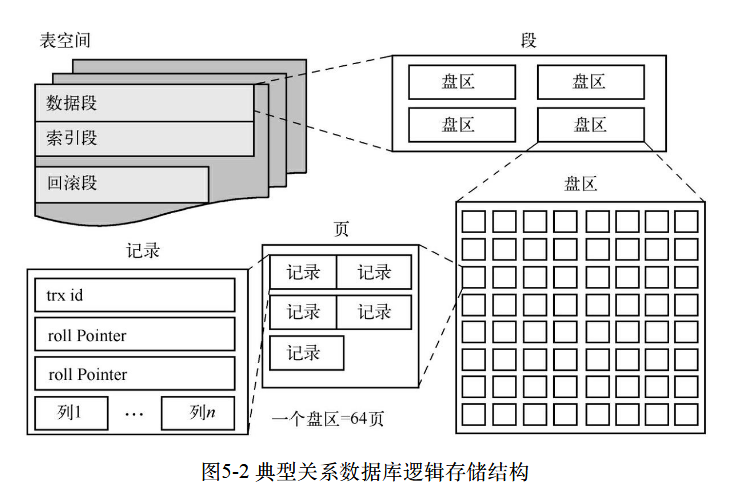 表空间
数据段
索引段
回滚段
段
盘区 盘区
盘区 盘区
盘区
页
记录 记录
记录 记录
记录
一个盘区=64页
记录
trx id
roll Pointer
roll Pointer
列1 … 列n
图5-2 典型关系数据库逻辑存储结构